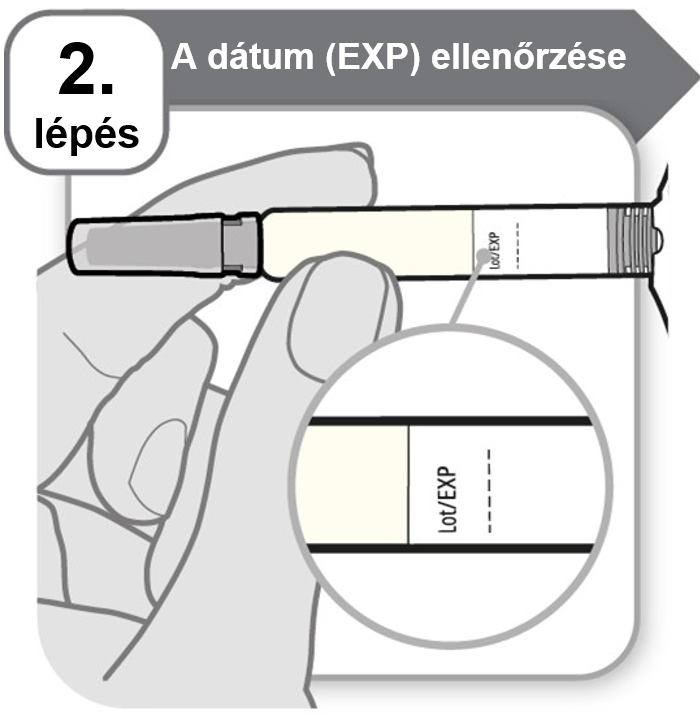 2.
lépés
A dátum (EXP) ellenőrzése
Lot/EXP
Lot/EXP